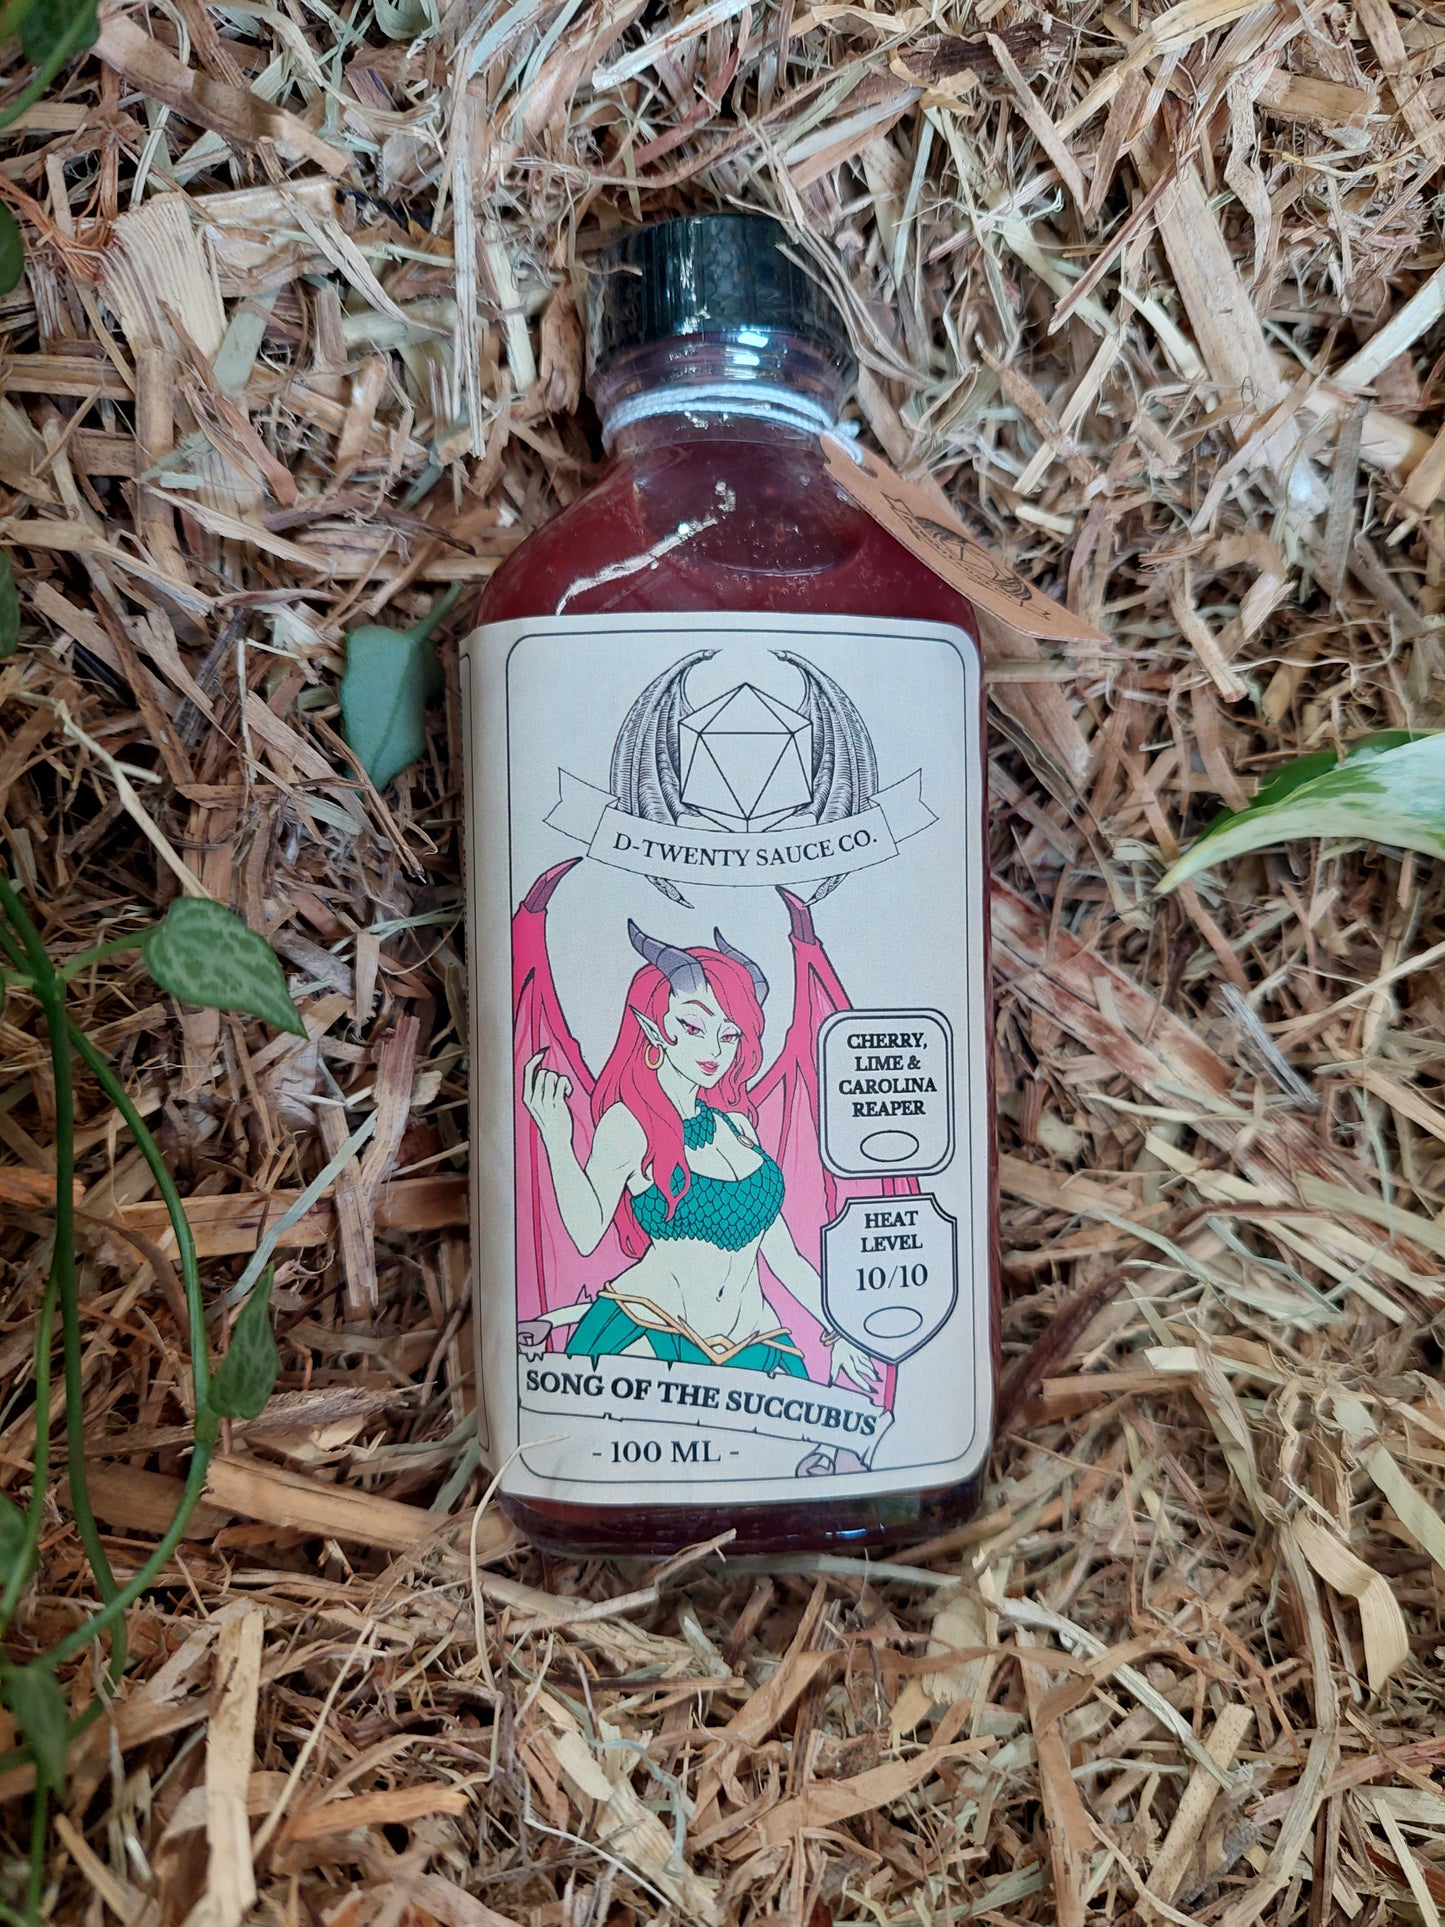 D-TWENTY SAUCE CO.
CHERRY,
LIME &
CAROLINA
REAPER
HEAT
LEVEL
10/10
SONG OF THE SUCCUBUS
- 100 ML -